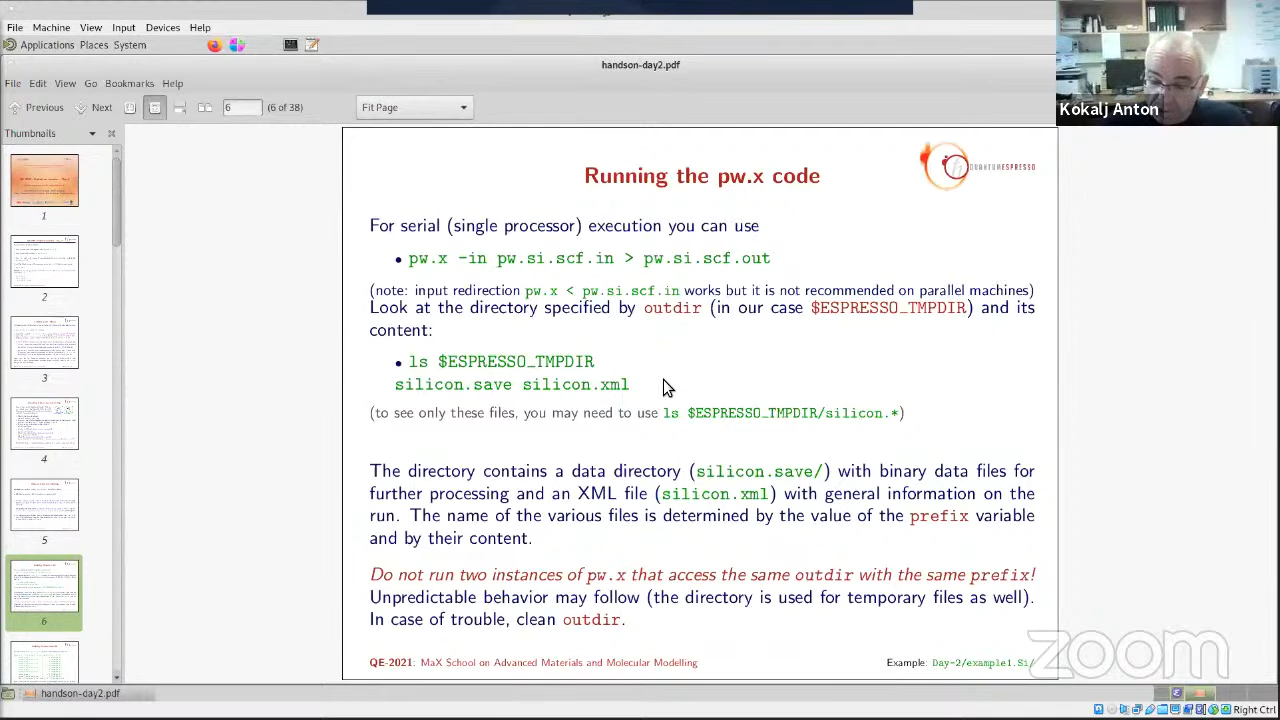 File Machine View Input Devices Help
Applications Places System
handson-day2.pdf
File Edit View Go Bookmarks Help
Previous Next 6 (6 of 38) Fit Page
Thumbnails
1
2
3
4
5
6
Kokalj Anton
QUANTUMESPRESSO
Running the pw.x code
For serial (single processor) execution you can use
• pw.x -in pw.si.scf.in > pw.si.scf.out
(note: input redirection pw.x < pw.si.scf.in works but it is not recommended on parallel machines)
Look at the directory specified by outdir (in our case $ESPRESSO_TMPDIR) and its
content:
• ls $ESPRESSO_TMPDIR
silicon.save silicon.xml
(to see only these files, you may need to use ls $ESPRESSO_TMPDIR/silicon.*)
The directory contains a data directory (silicon.save/) with binary data files for
further processing and an XML file (silicon.xml) with general information on the
run. The name of the various files is determined by the value of the prefix variable
and by their content.
Do not run two instances of pw.x that access the same outdir with the same prefix!
Unpredictable behavior may follow (the directory is used for temporary files as well).
In case of trouble, clean outdir.
QE-2021 Materials and Molecular Modelling
Example: Day-2/example1.Si/
zoom
handson-day2.pdf
Right Ctrl